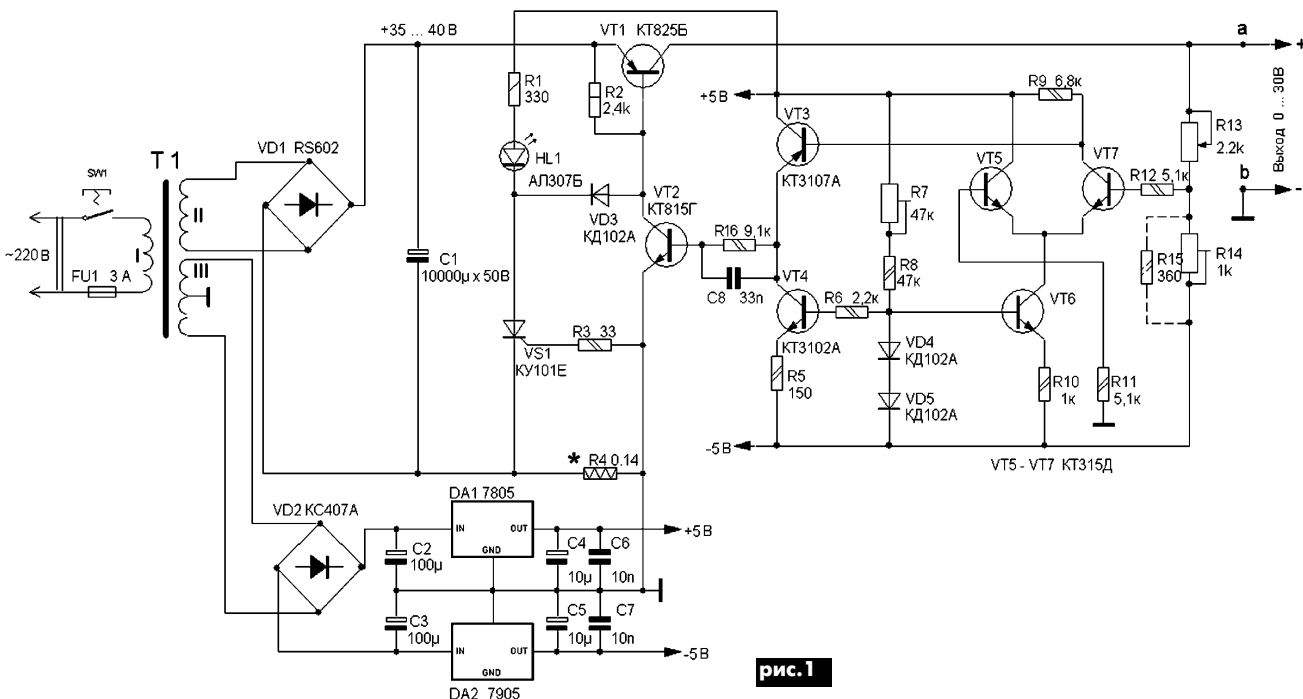 +35 ... 40 В
VT1 КТ825Б
a
+
R1
330
R2
2,4k
+5В
R9 6,8к
VT3
КТ3107А
VT5
VT7
R13
2.2k
Выход 0 ... 30В
VD1 RS602
T1
SW1
HL1
АЛ307Б
VD3
КД102А
VT2
КТ815Г
R7
47к
R12 5,1к
b
-
II
I
III
~220В
FU1 3 А
C1
10000µ x 50В
R16 9,1к
C8 33n
R8
47к
R15
360
R14
1k
VT4
КТ3102А
R6 2,2к
VT6
VS1
КУ101Е
R3 33
R5
150
VD4
КД102А
VD5
КД102А
R10
1к
R11
5,1к
-5В
* R4 0.14
VT5 - VT7 КТ315Д
VD2 КС407А
DA1 7805
IN
OUT
GND
+5В
C2
100µ
C4
10µ
C6
10n
C3
100µ
C5
10µ
C7
10n
IN
OUT
GND
-5В
DA2 7905
рис.1